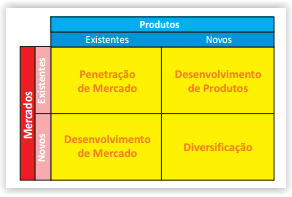 Produtos
Existentes
Novos
Mercados
Existentes
Penetração
de Mercado
Desenvolvimento
de Produtos
Novos
Desenvolvimento
de Mercado
Diversificação